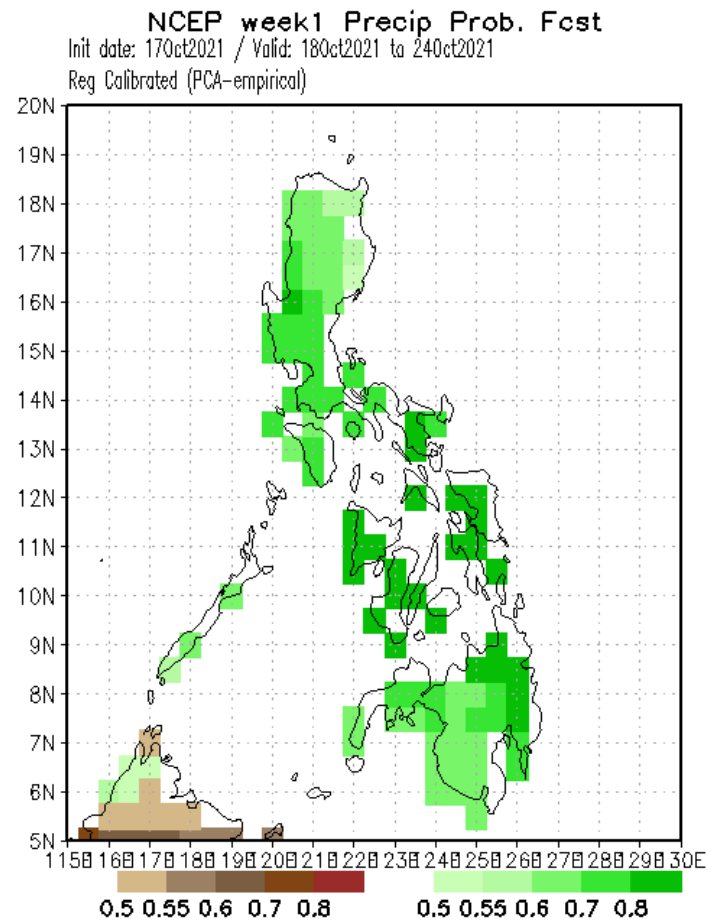 NCEP week1 Precip Prob. Fcst
Init date: 17Oct2021 / Valid: 18Oct2021 to 24Oct2021
Reg Calibrated (PCA-empirical)
20N
19N
18N
17N
16N
15N
14N
13N
12N
11N
10N
9N
8N
7N
6N
5N
115E 116E 117E 118E 119E 120E 121E 122E 123E 124E 125E 126E 127E 128E 129E 130E
0.5 0.55 0.6 0.7 0.8 0.5 0.55 0.6 0.7 0.8